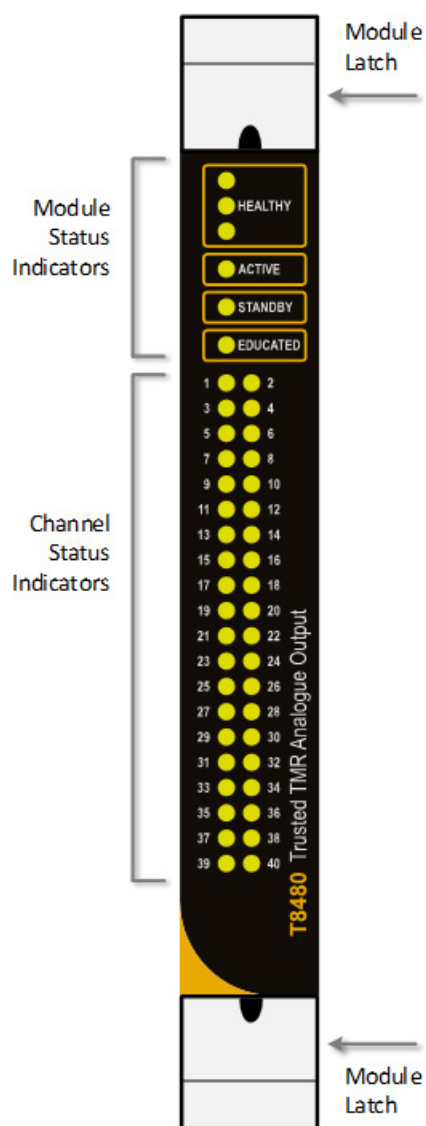 Module
Latch
Module
Status
Indicators
HEALTHY
ACTIVE
STANDBY
EDUCATED
1 2
3 4
5 6
7 8
9 10
11 12
13 14
15 16
17 18
19 20
21 22
23 24
25 26
27 28
29 30
31 32
33 34
35 36
37 38
39 40
Channel
Status
Indicators
T8480 Trusted TMR Analogue Output
Module
Latch